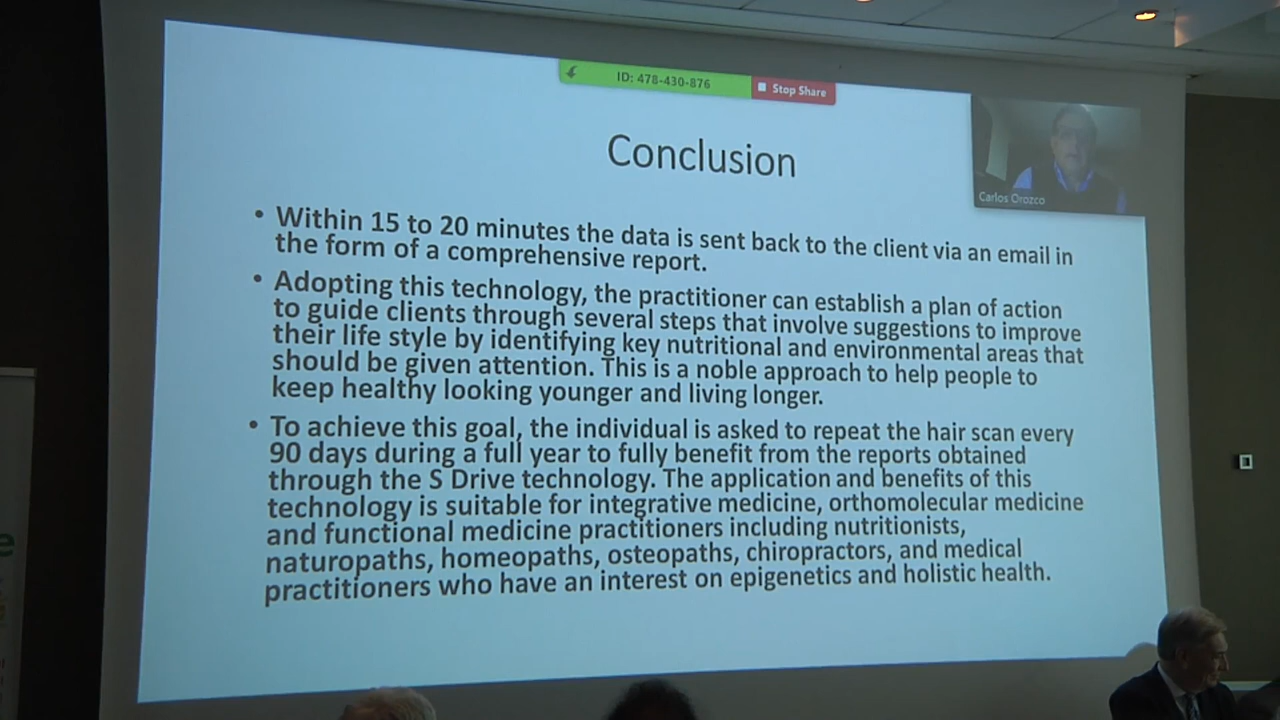 ID: 478-430-876
Stop Share
Conclusion
Carlos Orozco
• Within 15 to 20 minutes the data is sent back to the client via an email in
the form of a comprehensive report.
• Adopting this technology, the practitioner can establish a plan of action
to guide clients through several steps that involve suggestions to improve
their life style by identifying key nutritional and environmental areas that
should be given attention. This is a noble approach to help people to
keep healthy looking younger and living longer.
• To achieve this goal, the individual is asked to repeat the hair scan every
90 days during a full year to fully benefit from the reports obtained
through the S Drive technology. The application and benefits of this
technology is suitable for integrative medicine, orthomolecular medicine
and functional medicine practitioners including nutritionists,
naturopaths, homeopaths, osteopaths, chiropractors, and medical
practitioners who have an interest on epigenetics and holistic health.
e